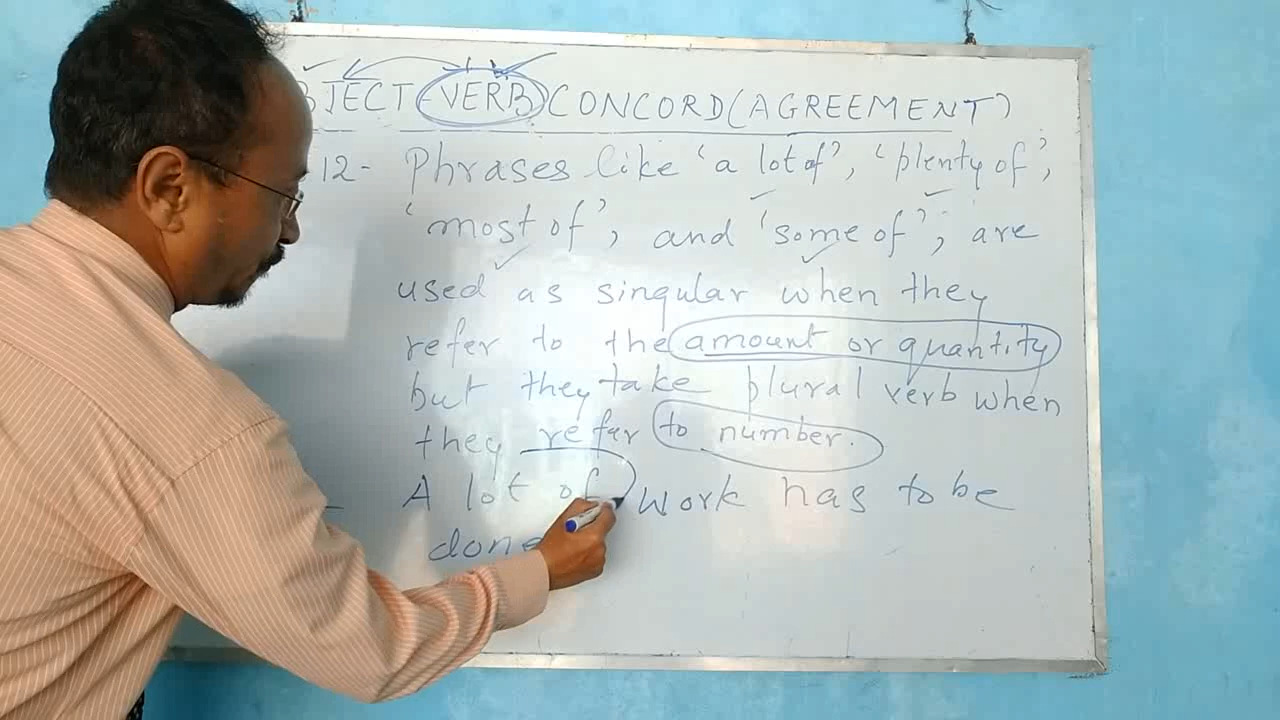 BJECT-VERB CONCORD (AGREEMENT)
12- Phrases like 'a lot of', 'plenty of',
'most of', and 'some of', are
used as singular when they
refer to the amount or quantity
but they take plural verb when
they refer to number.
A lot of work has to be
done